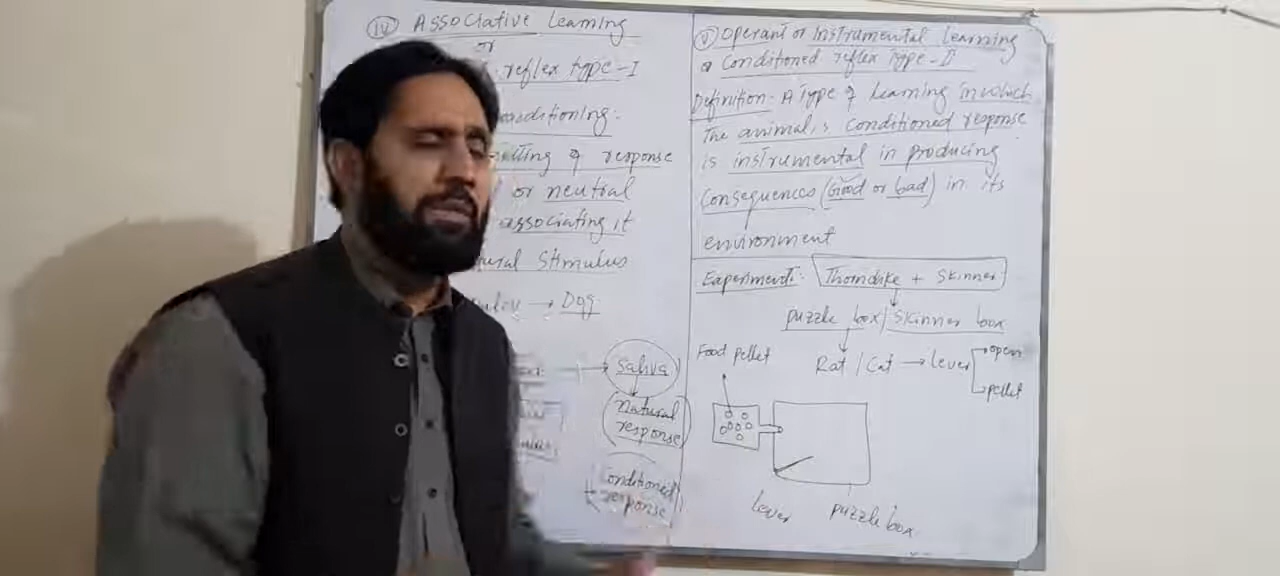 IV Associative Learning
or
reflex type-I
conditioning.
of response
or neutial
associating it
Stimulus
→ Dog
Saliva
Natural
response
Conditioned
response
V Operant or Instrumental Learning
or Conditioned reflex type-II
Definition: A Type of Learning in which
The animal,s conditioned response
is instrumental in producing
Consequences (Good or bad) in its
environment
Experiment: Thorndike + Skinner
puzzle box/Skinner box
Food pellet
Rat / Cat → Lever
open
pellet
Lever
puzzle box